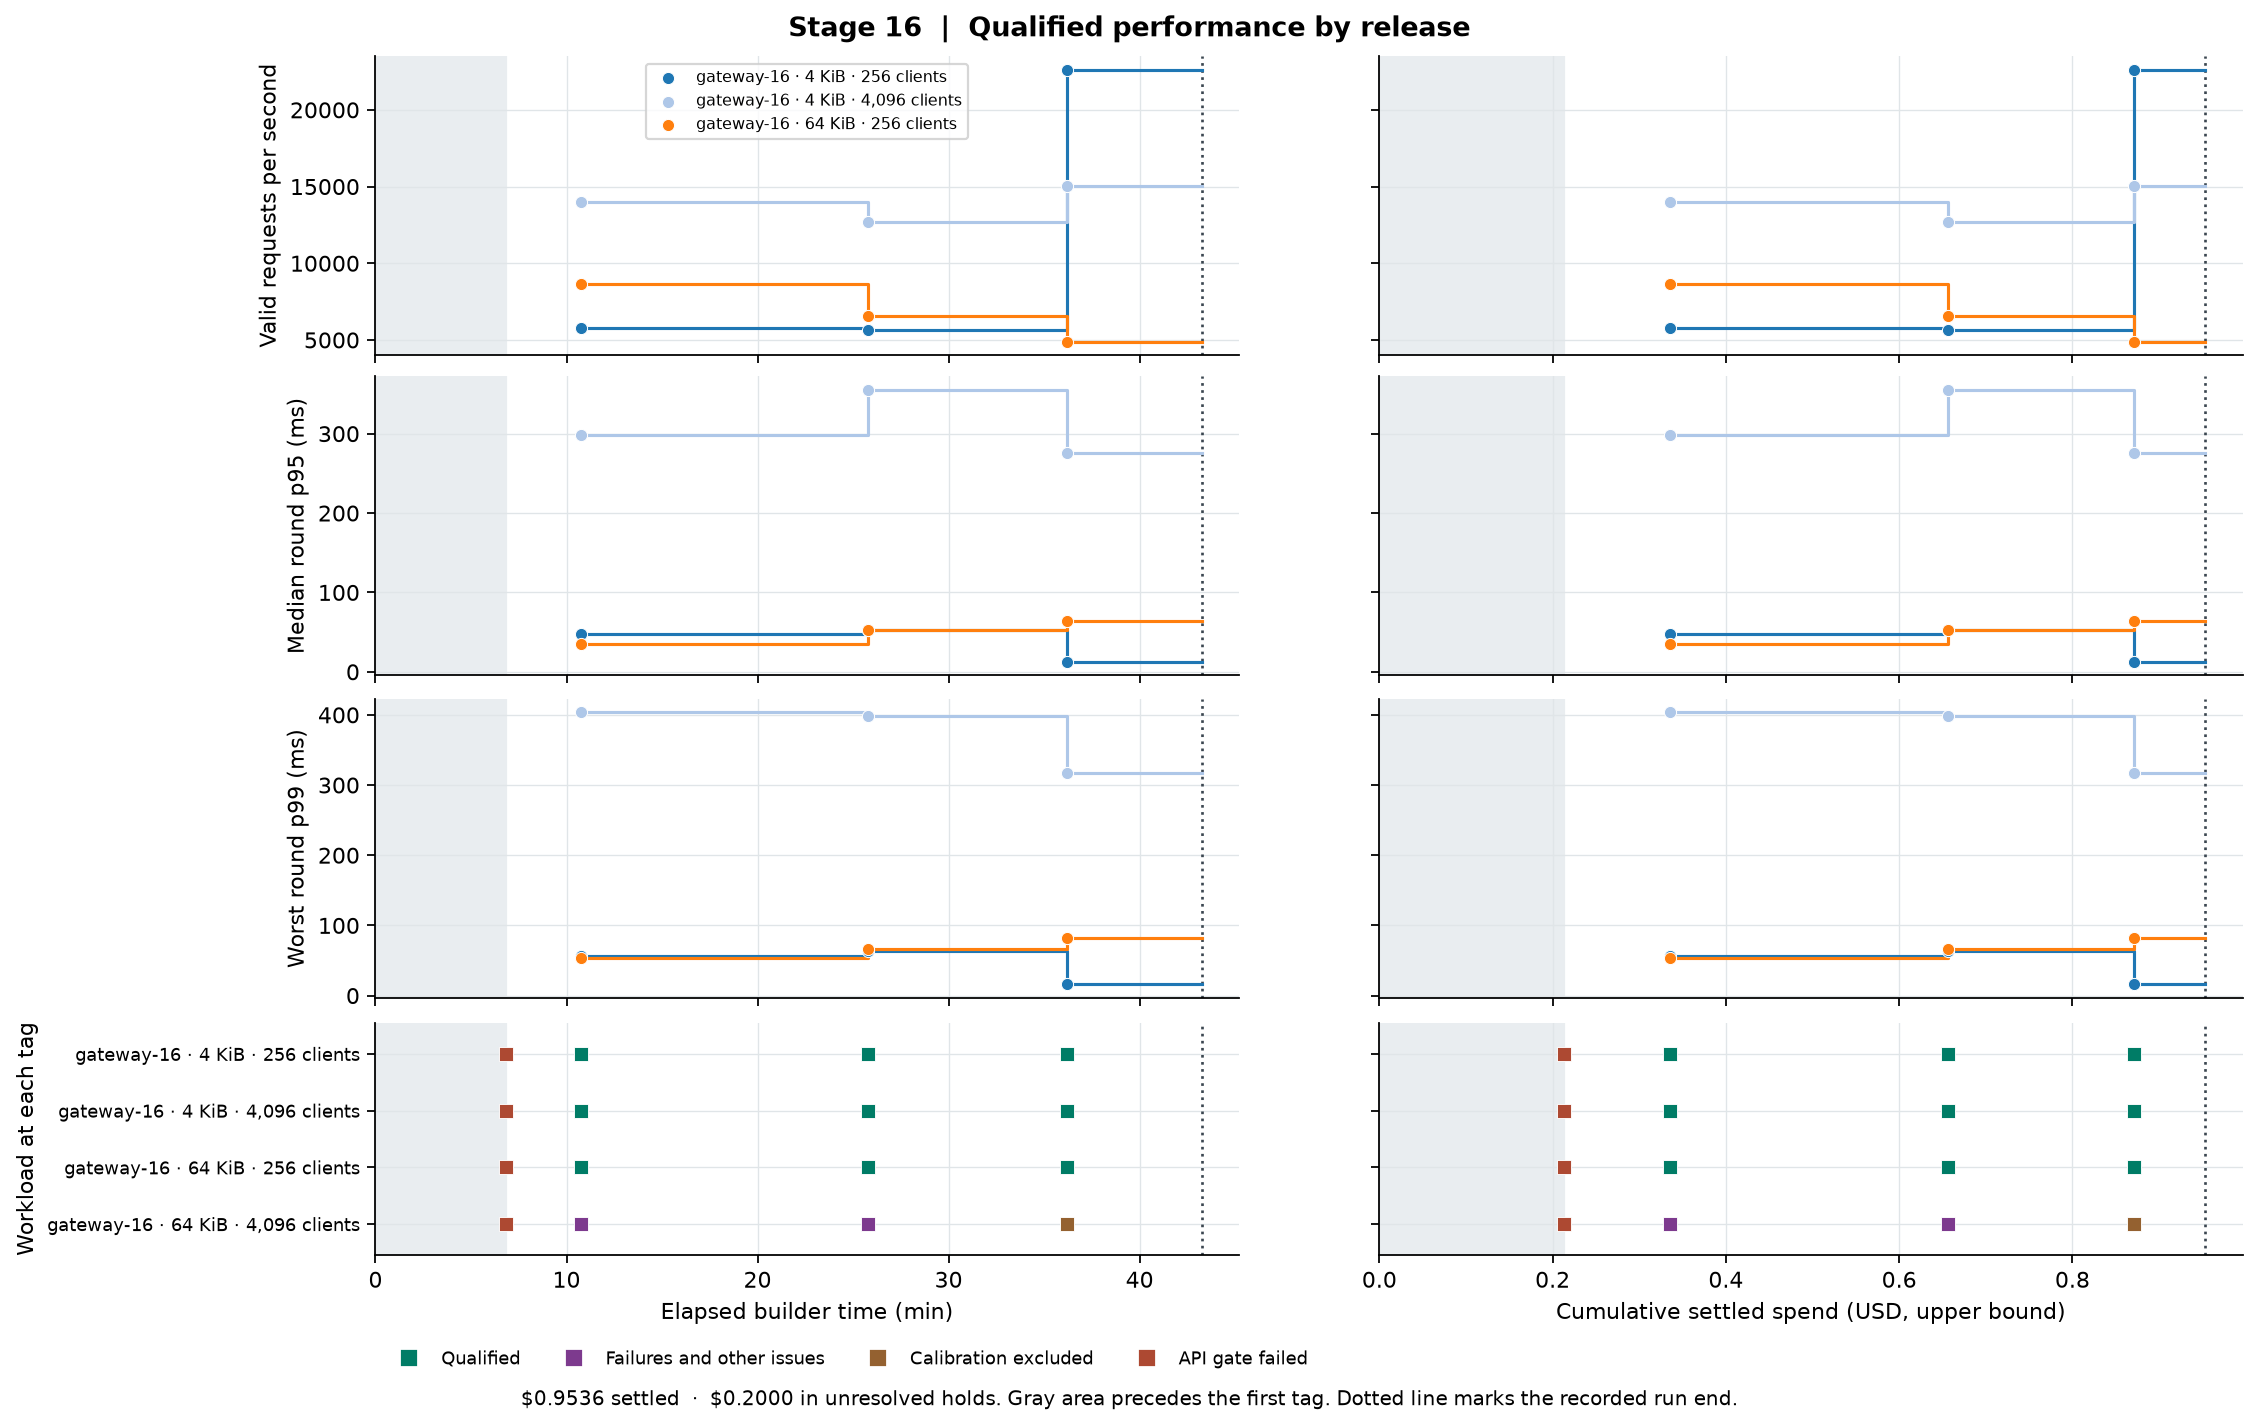 Stage 16  |  Qualified performance by release
Valid requests per second
20000
15000
10000
5000
gateway-16 · 4 KiB · 256 clients
gateway-16 · 4 KiB · 4,096 clients
gateway-16 · 64 KiB · 256 clients
Median round p95 (ms)
300
200
100
0
Worst round p99 (ms)
400
300
200
100
0
Workload at each tag
gateway-16 · 4 KiB · 256 clients
gateway-16 · 4 KiB · 4,096 clients
gateway-16 · 64 KiB · 256 clients
gateway-16 · 64 KiB · 4,096 clients
0 10 20 30 40
Elapsed builder time (min)
0.0 0.2 0.4 0.6 0.8
Cumulative settled spend (USD, upper bound)
Qualified Failures and other issues Calibration excluded API gate failed
$0.9536 settled · $0.2000 in unresolved holds. Gray area precedes the first tag. Dotted line marks the recorded run end.